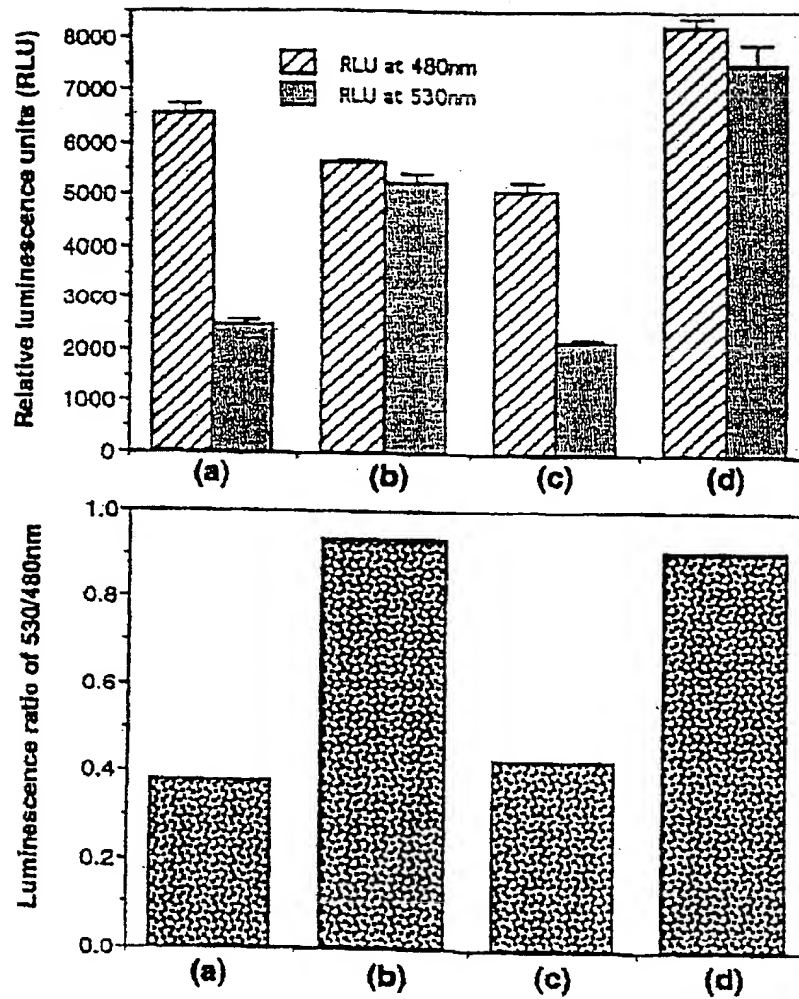 Relative luminescence units (RLU)
8000
7000
6000
5000
4000
3000
2000
1000
0
RLU at 480nm
RLU at 530nm
(a)
(b)
(c)
(d)
Luminescence ratio of 530/480nm
1.0
0.8
0.6
0.4
0.2
0.0
(a)
(b)
(c)
(d)